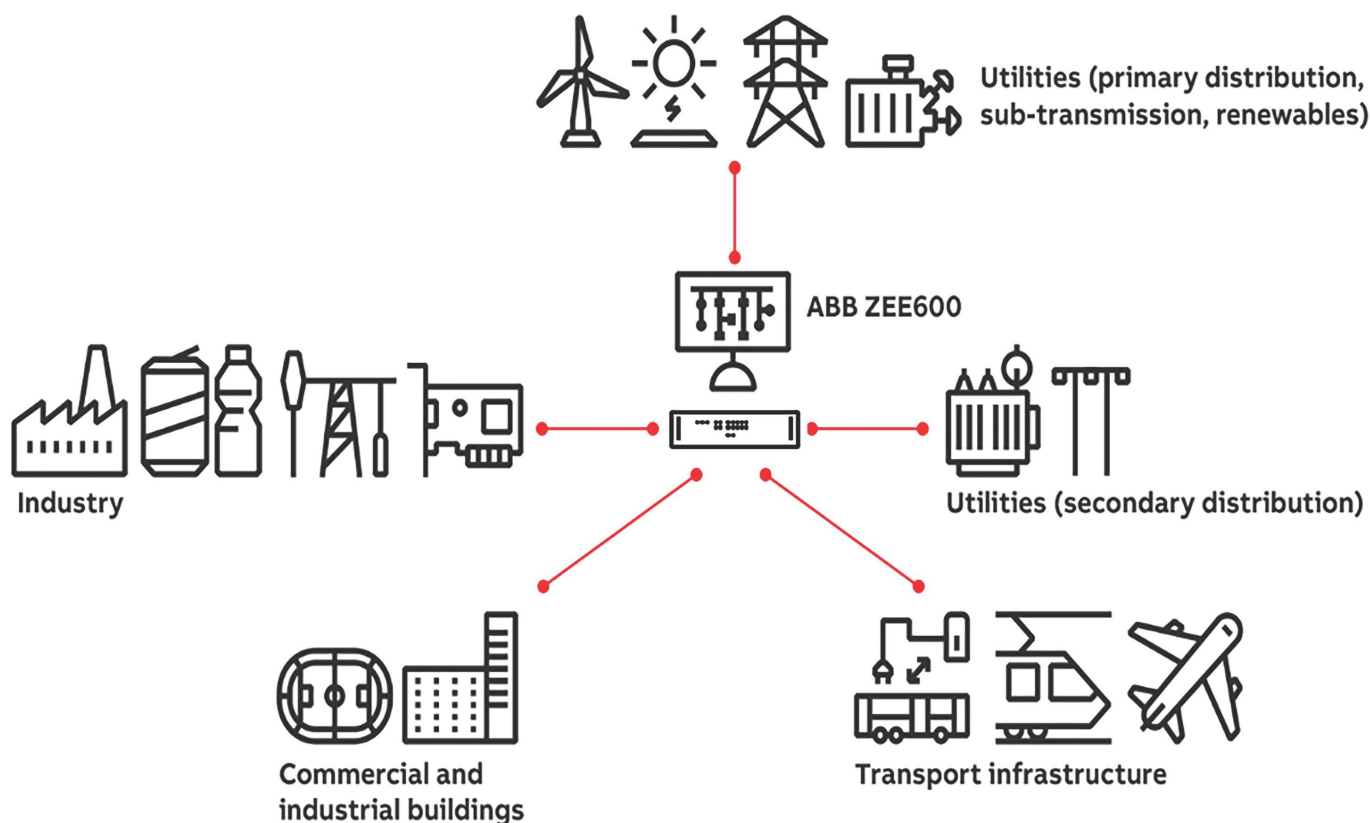 Utilities (primary distribution,
sub-transmission, renewables)
ABB ZEE600
Industry
Utilities (secondary distribution)
Commercial and
industrial buildings
Transport infrastructure